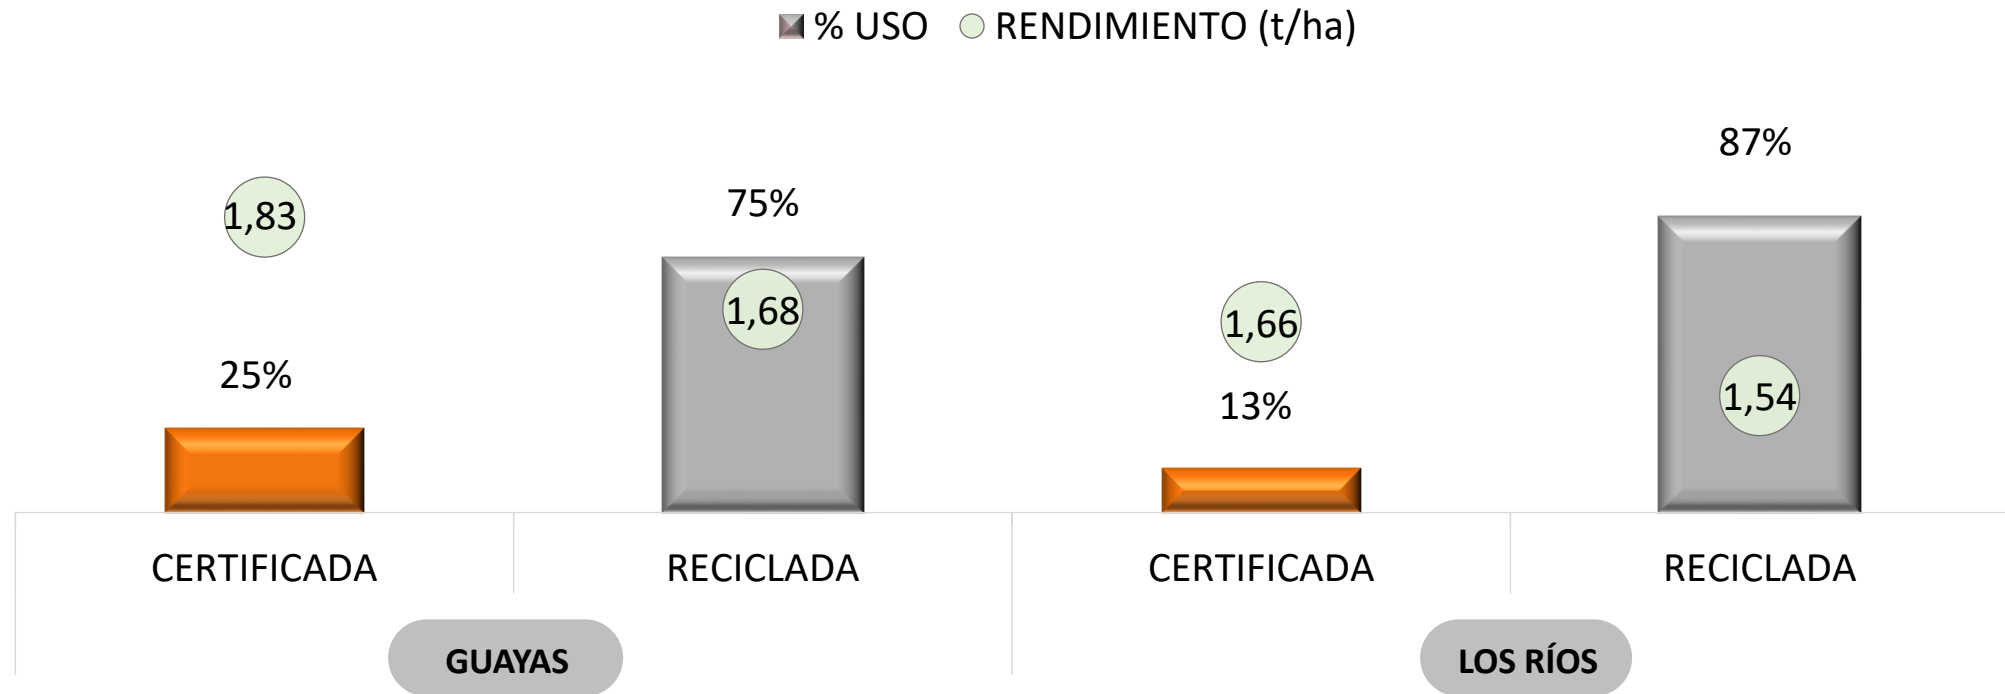 % USO RENDIMIENTO (t/ha)
87%
1,83
75%
1,68
1,66
25%
13%
1,54
CERTIFICADA RECICLADA CERTIFICADA RECICLADA
GUAYAS LOS RÍOS